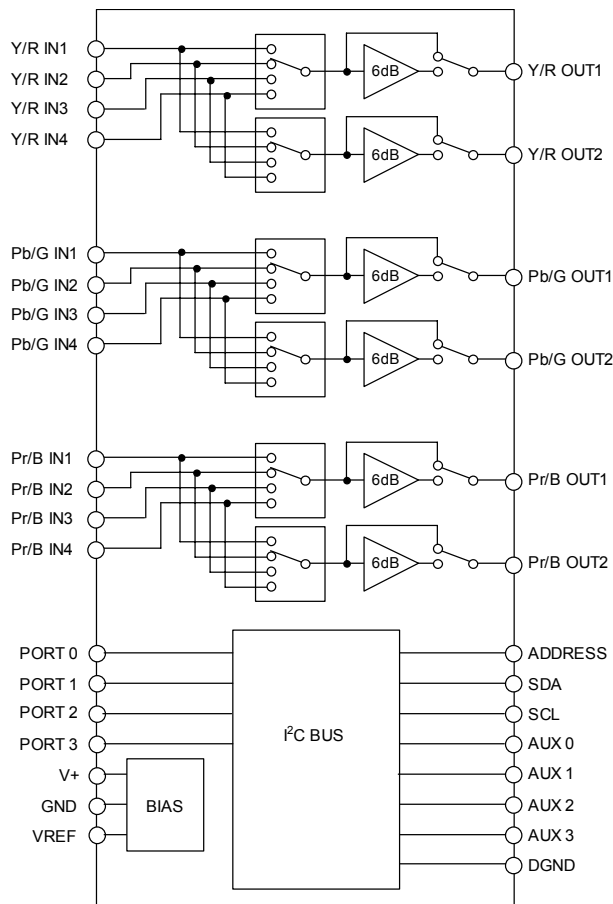 Y/R IN1
Y/R IN2
Y/R IN3
Y/R IN4
6dB
Y/R OUT1
6dB
Y/R OUT2
Pb/G IN1
Pb/G IN2
Pb/G IN3
Pb/G IN4
6dB
Pb/G OUT1
6dB
Pb/G OUT2
Pr/B IN1
Pr/B IN2
Pr/B IN3
Pr/B IN4
6dB
Pr/B OUT1
6dB
Pr/B OUT2
PORT 0
PORT 1
PORT 2
PORT 3
V+
GND
VREF
BIAS
I²C BUS
ADDRESS
SDA
SCL
AUX 0
AUX 1
AUX 2
AUX 3
DGND